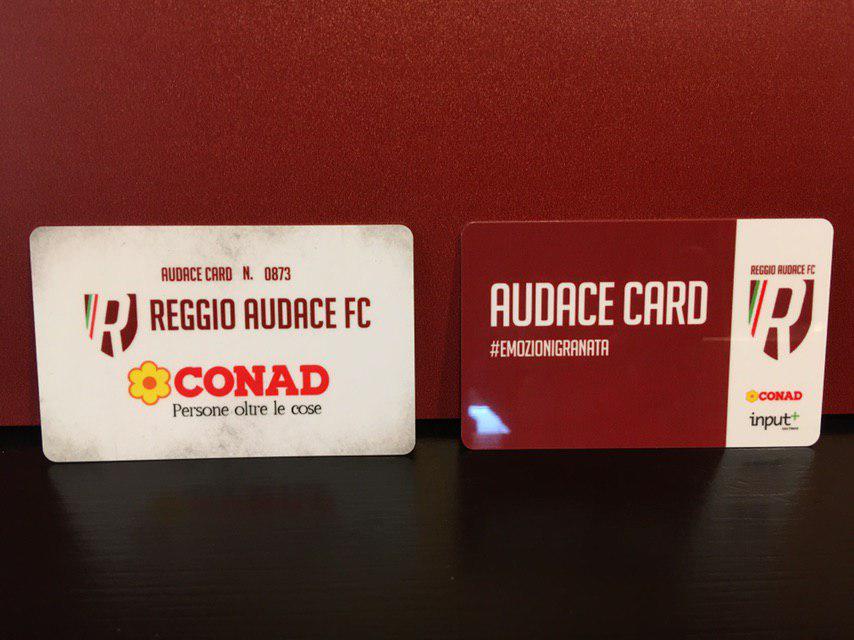 AUDACE CARD N. 0873
REGGIO AUDACE FC
CONAD
Persone oltre le cose
AUDACE CARD
#EMOZIONIGRANATA
REGGIO AUDACE FC
R
CONAD
input+